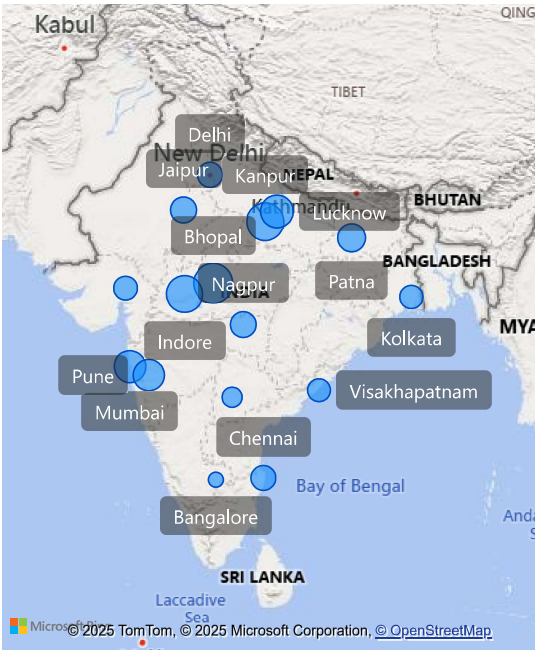 QING
Kabul
TIBET
Delhi
New Delhi
Jaipur
Kanpur
NEPAL
Kathmandu
BHUTAN
Lucknow
Bhopal
BANGLADESH
Patna
Nagpur
INDIA
MYA
Kolkata
Indore
Pune
Visakhapatnam
Mumbai
Chennai
Bay of Bengal
Bangalore
Anda
S
SRI LANKA
Laccadive
Sea
Microsoft Bing
© 2025 TomTom, © 2025 Microsoft Corporation, © OpenStreetMap